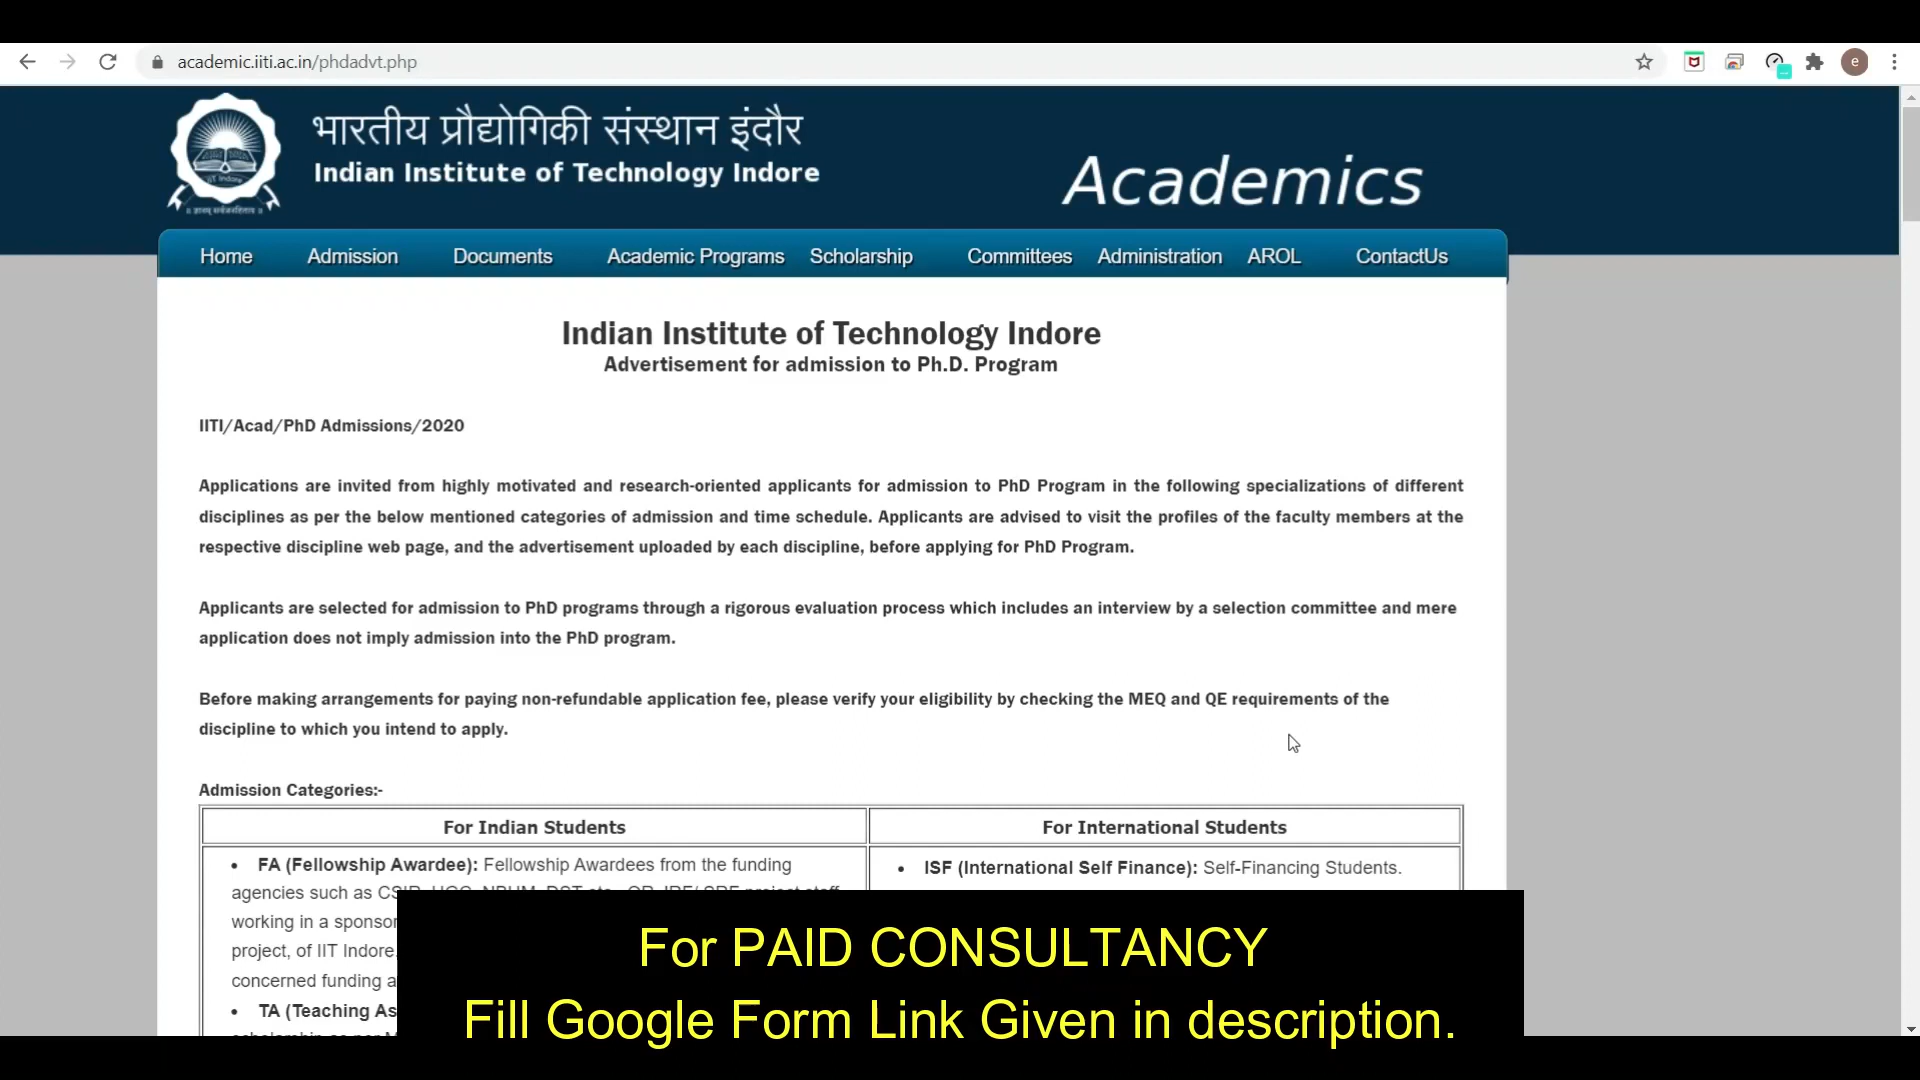 academic.iiti.ac.in/phdadvt.php
e
भारतीय प्रौद्योगिकी संस्थान इंदौर
Indian Institute of Technology Indore
Academics
Home Admission Documents Academic Programs Scholarship Committees Administration AROL ContactUs
Indian Institute of Technology Indore
Advertisement for admission to Ph.D. Program
IITI/Acad/PhD Admissions/2020
Applications are invited from highly motivated and research-oriented applicants for admission to PhD Program in the following specializations of different
disciplines as per the below mentioned categories of admission and time schedule. Applicants are advised to visit the profiles of the faculty members at the
respective discipline web page, and the advertisement uploaded by each discipline, before applying for PhD Program.
Applicants are selected for admission to PhD programs through a rigorous evaluation process which includes an interview by a selection committee and mere
application does not imply admission into the PhD program.
Before making arrangements for paying non-refundable application fee, please verify your eligibility by checking the MEQ and QE requirements of the
discipline to which you intend to apply.
Admission Categories:-
For Indian Students
For International Students
• FA (Fellowship Awardee): Fellowship Awardees from the funding
agencies such as
working in a
project, of IIT Indore
concerned funding
• TA (Teaching
• ISF (International Self Finance): Self-Financing Students.
For PAID CONSULTANCY
Fill Google Form Link Given in description.